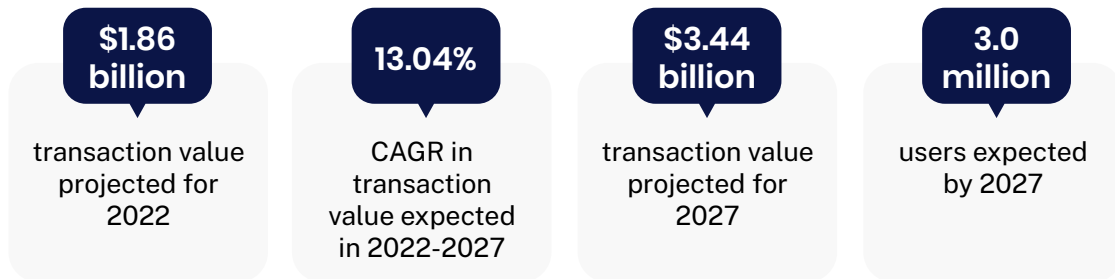 $1.86
billion
transaction value
projected for
2022
13.04%
CAGR in
transaction
value expected
in 2022-2027
$3.44
billion
transaction value
projected for
2027
3.0
million
users expected
by 2027